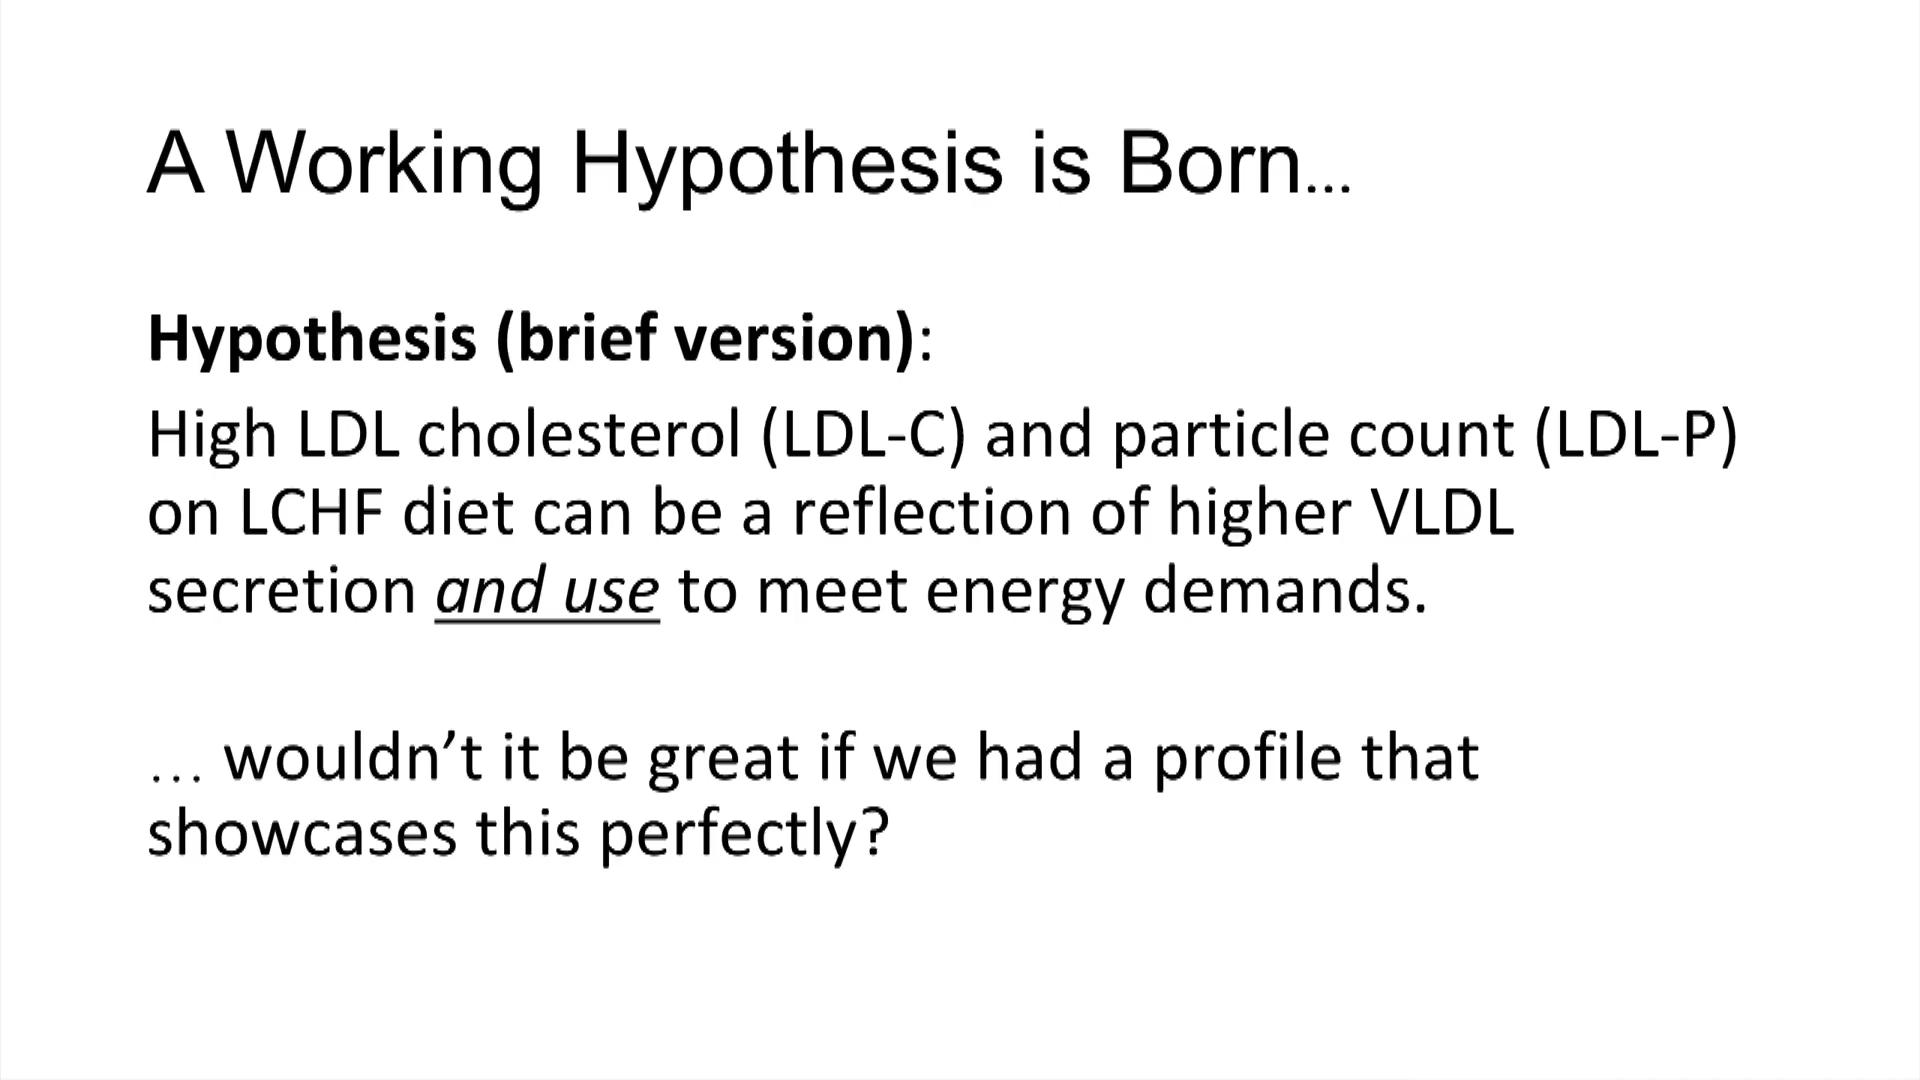 A Working Hypothesis is Born...
Hypothesis (brief version):
High LDL cholesterol (LDL-C) and particle count (LDL-P)
on LCHF diet can be a reflection of higher VLDL
secretion and use to meet energy demands.
... wouldn’t it be great if we had a profile that
showcases this perfectly?